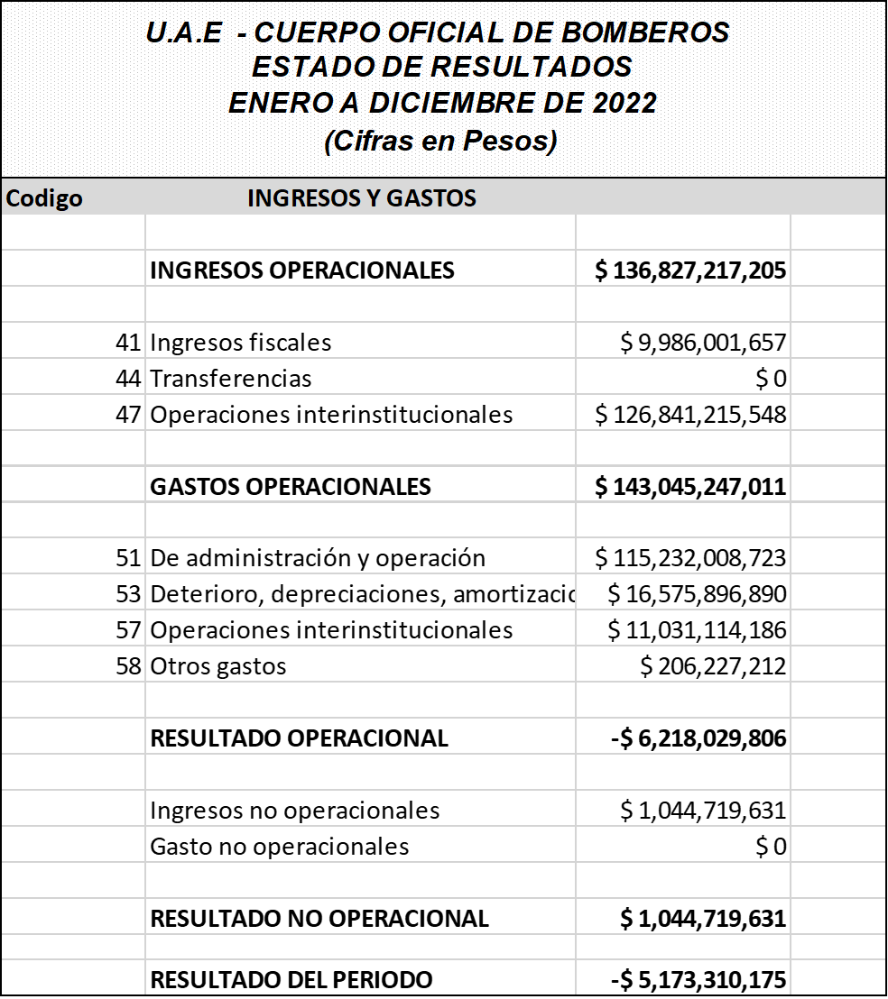 U.A.E - CUERPO OFICIAL DE BOMBEROS
ESTADO DE RESULTADOS
ENERO A DICIEMBRE DE 2022
(Cifras en Pesos)
Codigo INGRESOS Y GASTOS
INGRESOS OPERACIONALES $ 136,827,217,205
41 Ingresos fiscales $ 9,986,001,657
44 Transferencias $ 0
47 Operaciones interinstitucionales $ 126,841,215,548
GASTOS OPERACIONALES $ 143,045,247,011
51 De administración y operación $ 115,232,008,723
53 Deterioro, depreciaciones, amortizacio $ 16,575,896,890
57 Operaciones interinstitucionales $ 11,031,114,186
58 Otros gastos $ 206,227,212
RESULTADO OPERACIONAL -$ 6,218,029,806
Ingresos no operacionales $ 1,044,719,631
Gasto no operacionales $ 0
RESULTADO NO OPERACIONAL $ 1,044,719,631
RESULTADO DEL PERIODO -$ 5,173,310,175